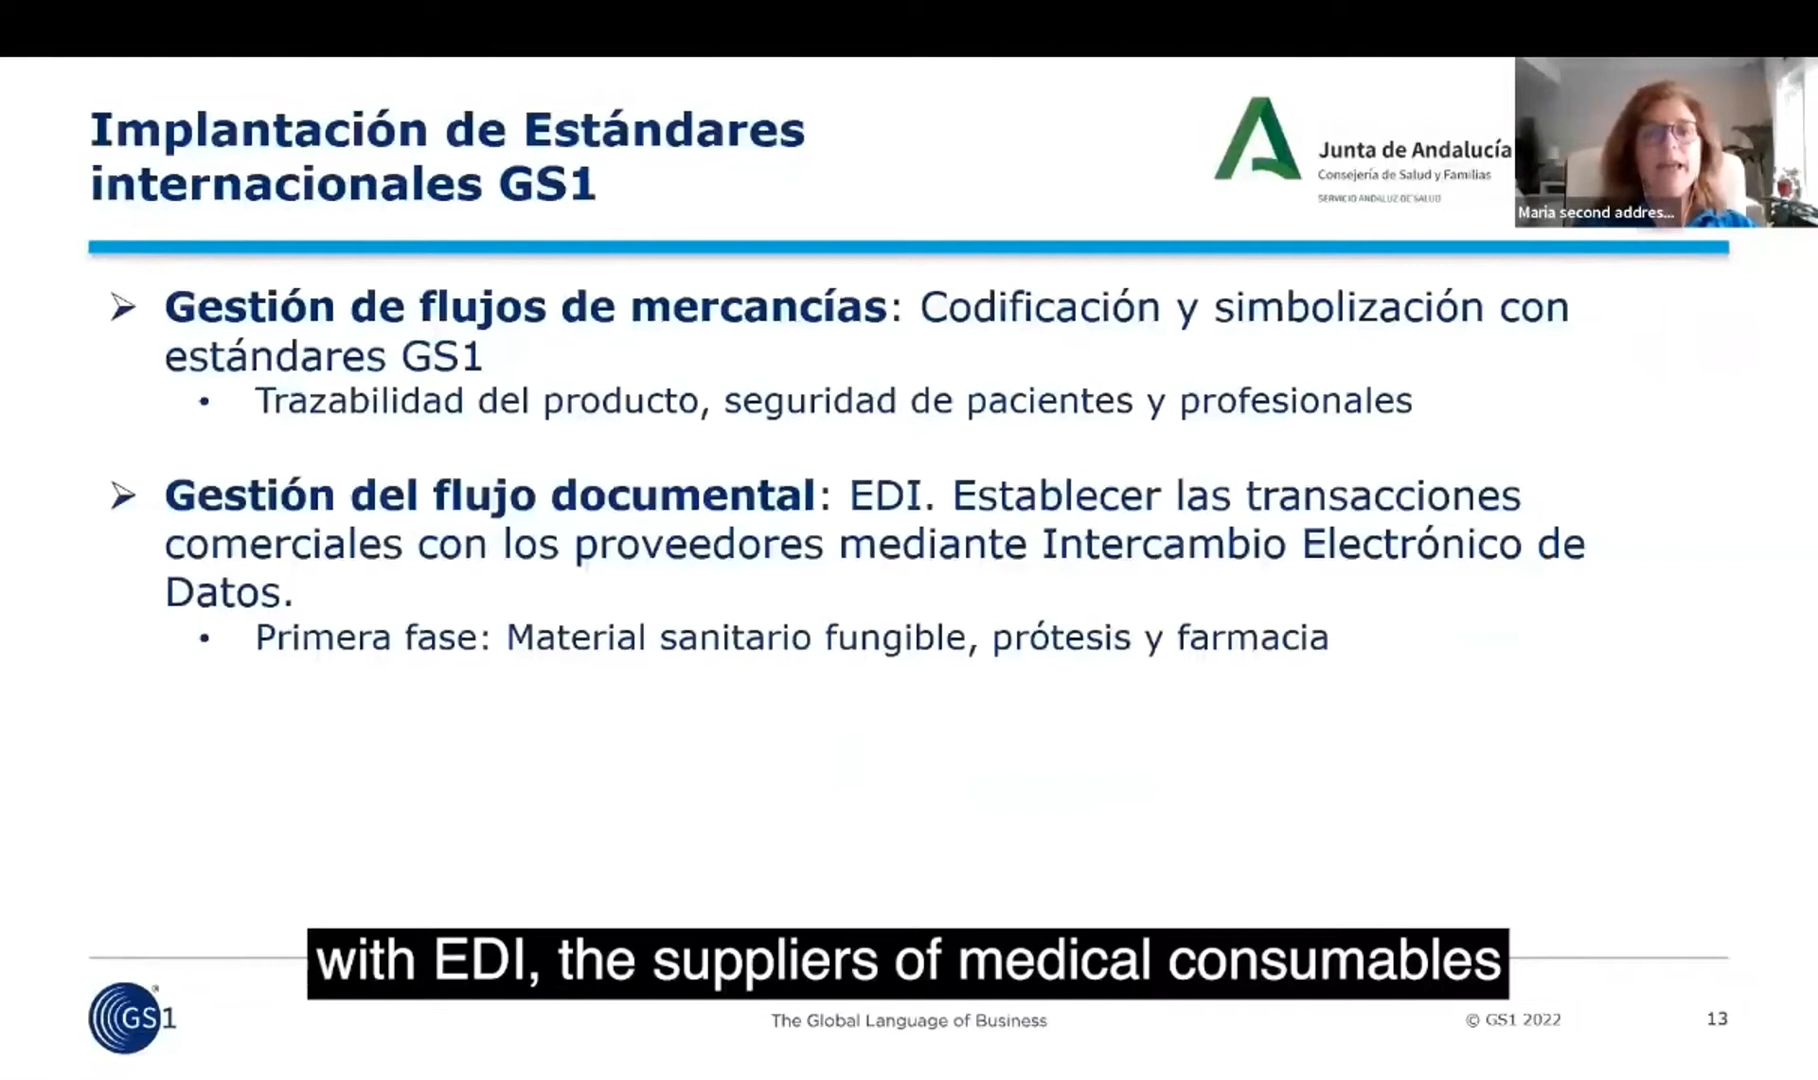 Implantación de Estándares
internacionales GS1
Junta de Andalucía
Consejería de Salud y Familias
SERVICIO ANDALUZ DE SALUD
Maria second addres...
➢ Gestión de flujos de mercancías: Codificación y simbolización con
estándares GS1
• Trazabilidad del producto, seguridad de pacientes y profesionales
➢ Gestión del flujo documental: EDI. Establecer las transacciones
comerciales con los proveedores mediante Intercambio Electrónico de
Datos.
• Primera fase: Material sanitario fungible, prótesis y farmacia
with EDI, the suppliers of medical consumables
GS1®
The Global Language of Business
© GS1 2022
13